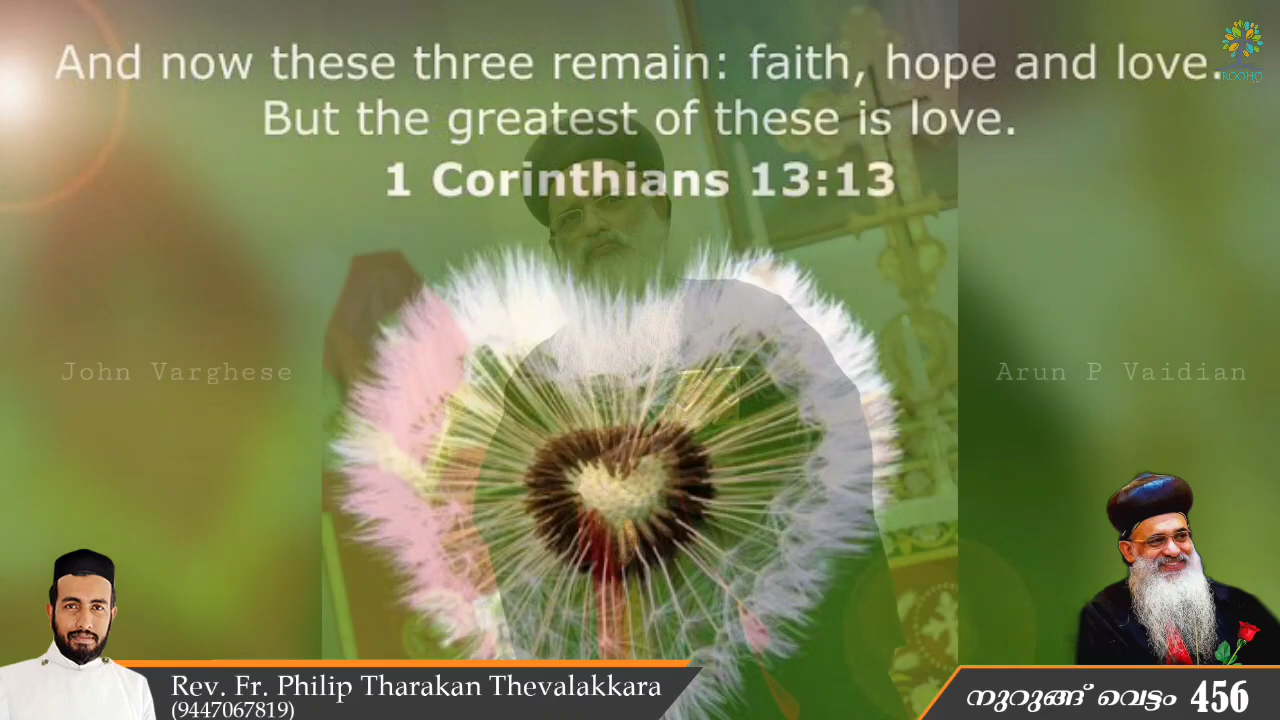 And now these three remain: faith, hope and love.
But the greatest of these is love.
1 Corinthians 13:13
ROOHO
John Varghese
Arun P Vaidian
Rev. Fr. Philip Tharakan Thevalakkara
(9447067819)
നുറുങ്ങ് വെട്ടം 456